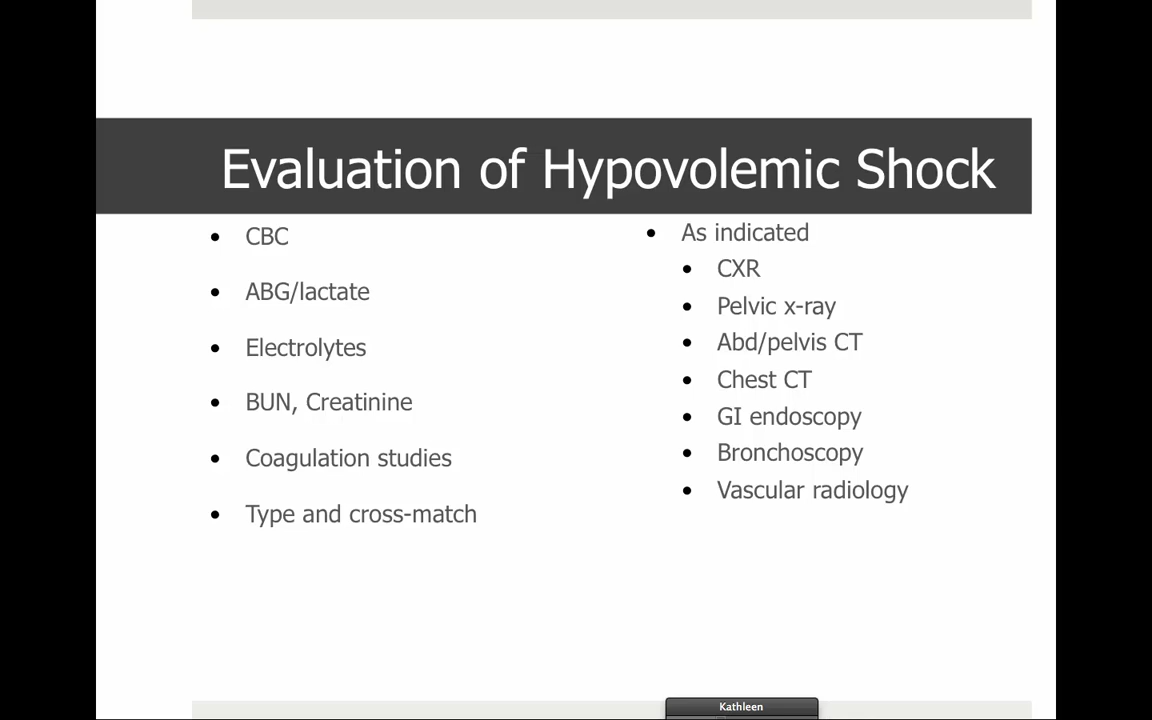 Evaluation of Hypovolemic Shock
• CBC
• ABG/lactate
• Electrolytes
• BUN, Creatinine
• Coagulation studies
• Type and cross-match
• As indicated
• CXR
• Pelvic x-ray
• Abd/pelvis CT
• Chest CT
• GI endoscopy
• Bronchoscopy
• Vascular radiology
Kathleen